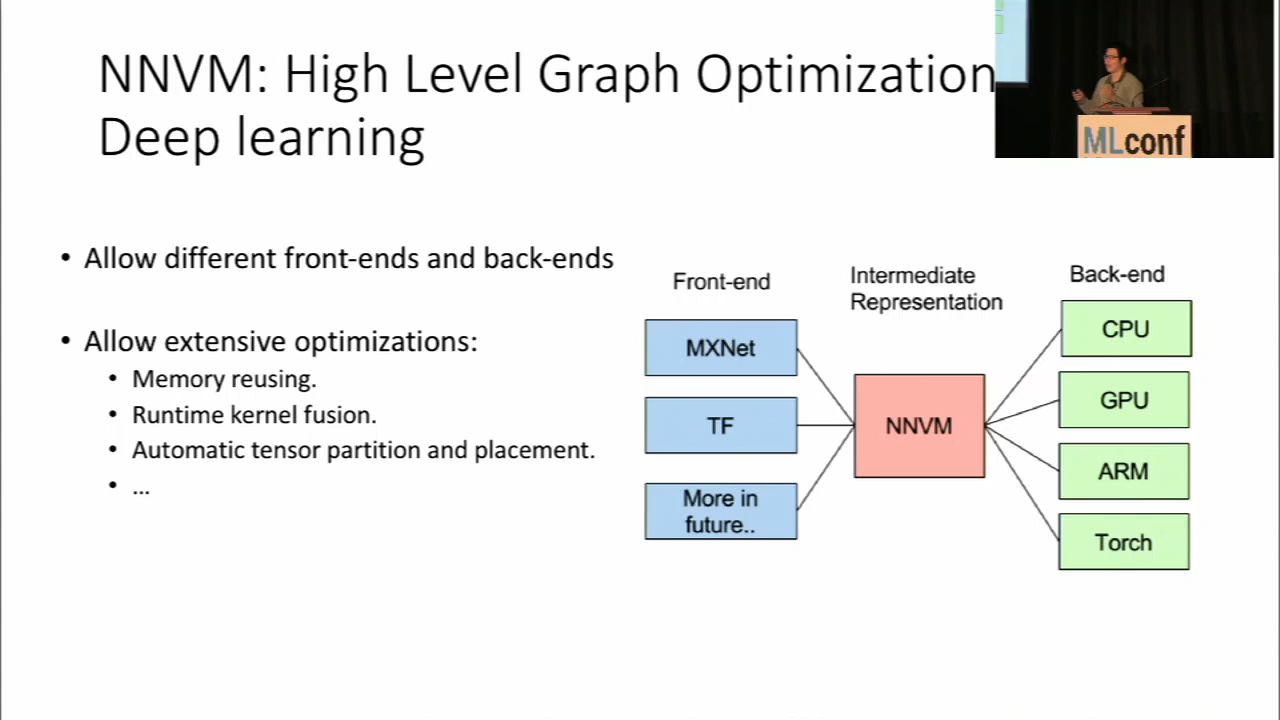 NNVM: High Level Graph Optimization
Deep learning
MLconf
• Allow different front-ends and back-ends
• Allow extensive optimizations:
• Memory reusing.
• Runtime kernel fusion.
• Automatic tensor partition and placement.
• ...
Front-end
Intermediate
Representation
Back-end
MXNet
TF
More in
future..
NNVM
CPU
GPU
ARM
Torch